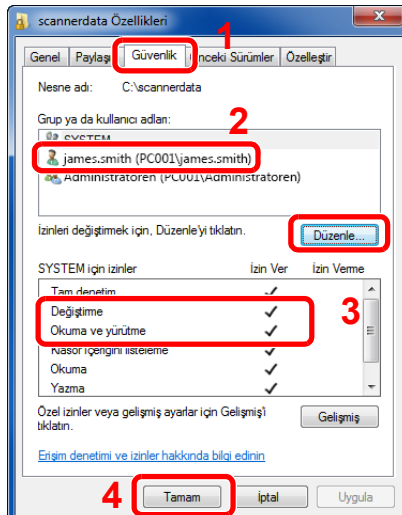 scannerdata Özellikleri
1
Genel Paylaşı Güvenlik nceki Sürümler Özelleştir
Nesne adı: C:\scannerdata
Grup ya da kullanıcı adları:
2
SYSTEM
james.smith (PC001\james.smith)
Administratoren (PC001\Administratoren)
İzinleri değiştirmek için, Düzenle'yi tıklatın.
Düzenle...
SYSTEM için izinler İzin Ver İzin Verme
Tam denetim
Değiştirme
3
Okuma ve yürütme
Klasör içeriğini listeleme
Okuma
Yazma
Özel izinler veya gelişmiş ayarlar için Gelişmiş'i
tıklatın.
Gelişmiş
Erişim denetimi ve izinler hakkında bilgi edinin
4
Tamam İptal Uygula